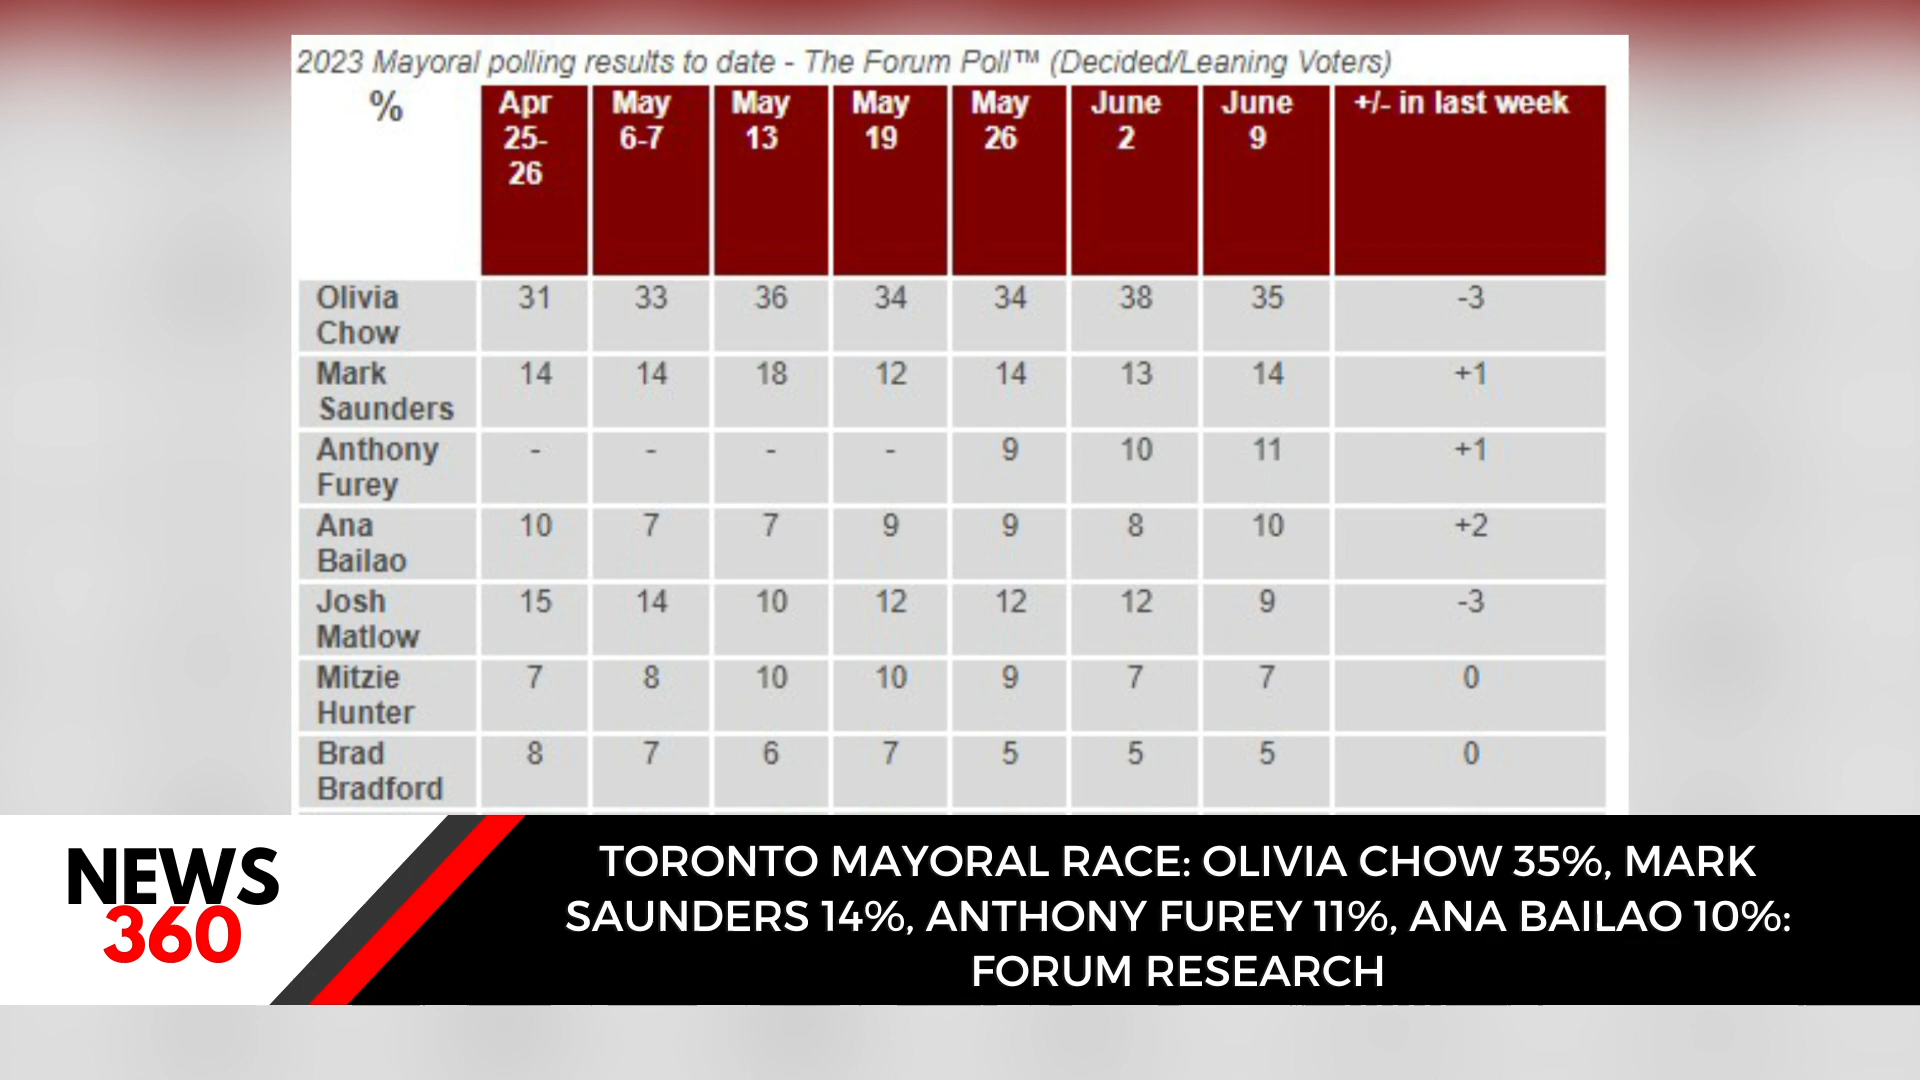 2023 Mayoral polling results to date - The Forum Poll™ (Decided/Leaning Voters)
% Apr 25-26 May 6-7 May 13 May 19 May 26 June 2 June 9 +/- in last week
Olivia Chow 31 33 36 34 34 38 35 -3
Mark Saunders 14 14 18 12 14 13 14 +1
Anthony Furey - - - - 9 10 11 +1
Ana Bailao 10 7 7 9 9 8 10 +2
Josh Matlow 15 14 10 12 12 12 9 -3
Mitzie Hunter 7 8 10 10 9 7 7 0
Brad Bradford 8 7 6 7 5 5 5 0
NEWS
360
TORONTO MAYORAL RACE: OLIVIA CHOW 35%, MARK
SAUNDERS 14%, ANTHONY FUREY 11%, ANA BAILAO 10%:
FORUM RESEARCH